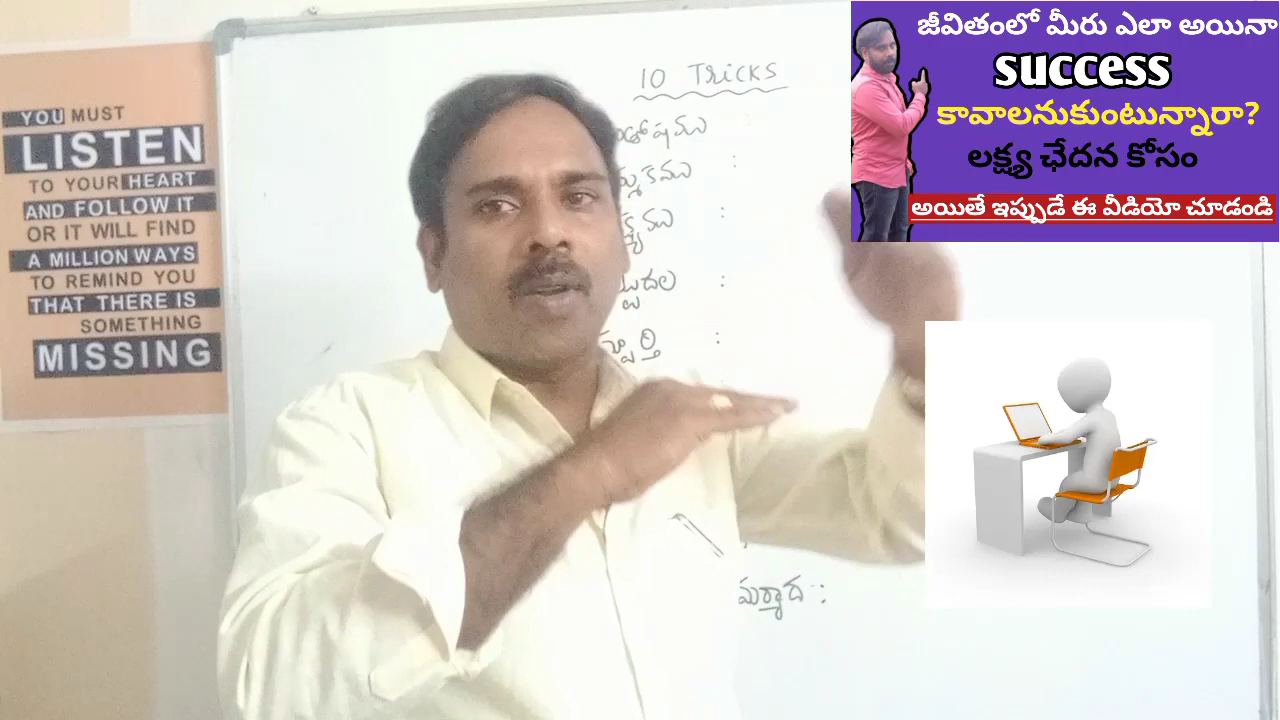 YOU MUST
LISTEN
TO YOUR HEART
AND FOLLOW IT
OR IT WILL FIND
A MILLION WAYS
TO REMIND YOU
THAT THERE IS
SOMETHING
MISSING
10 Tricks
జీవితంలో మీరు ఎలా అయినా
success
కావాలనుకుంటున్నారా?
లక్ష్య ఛేదన కోసం
అయితే ఇప్పుడే ఈ వీడియో చూడండి